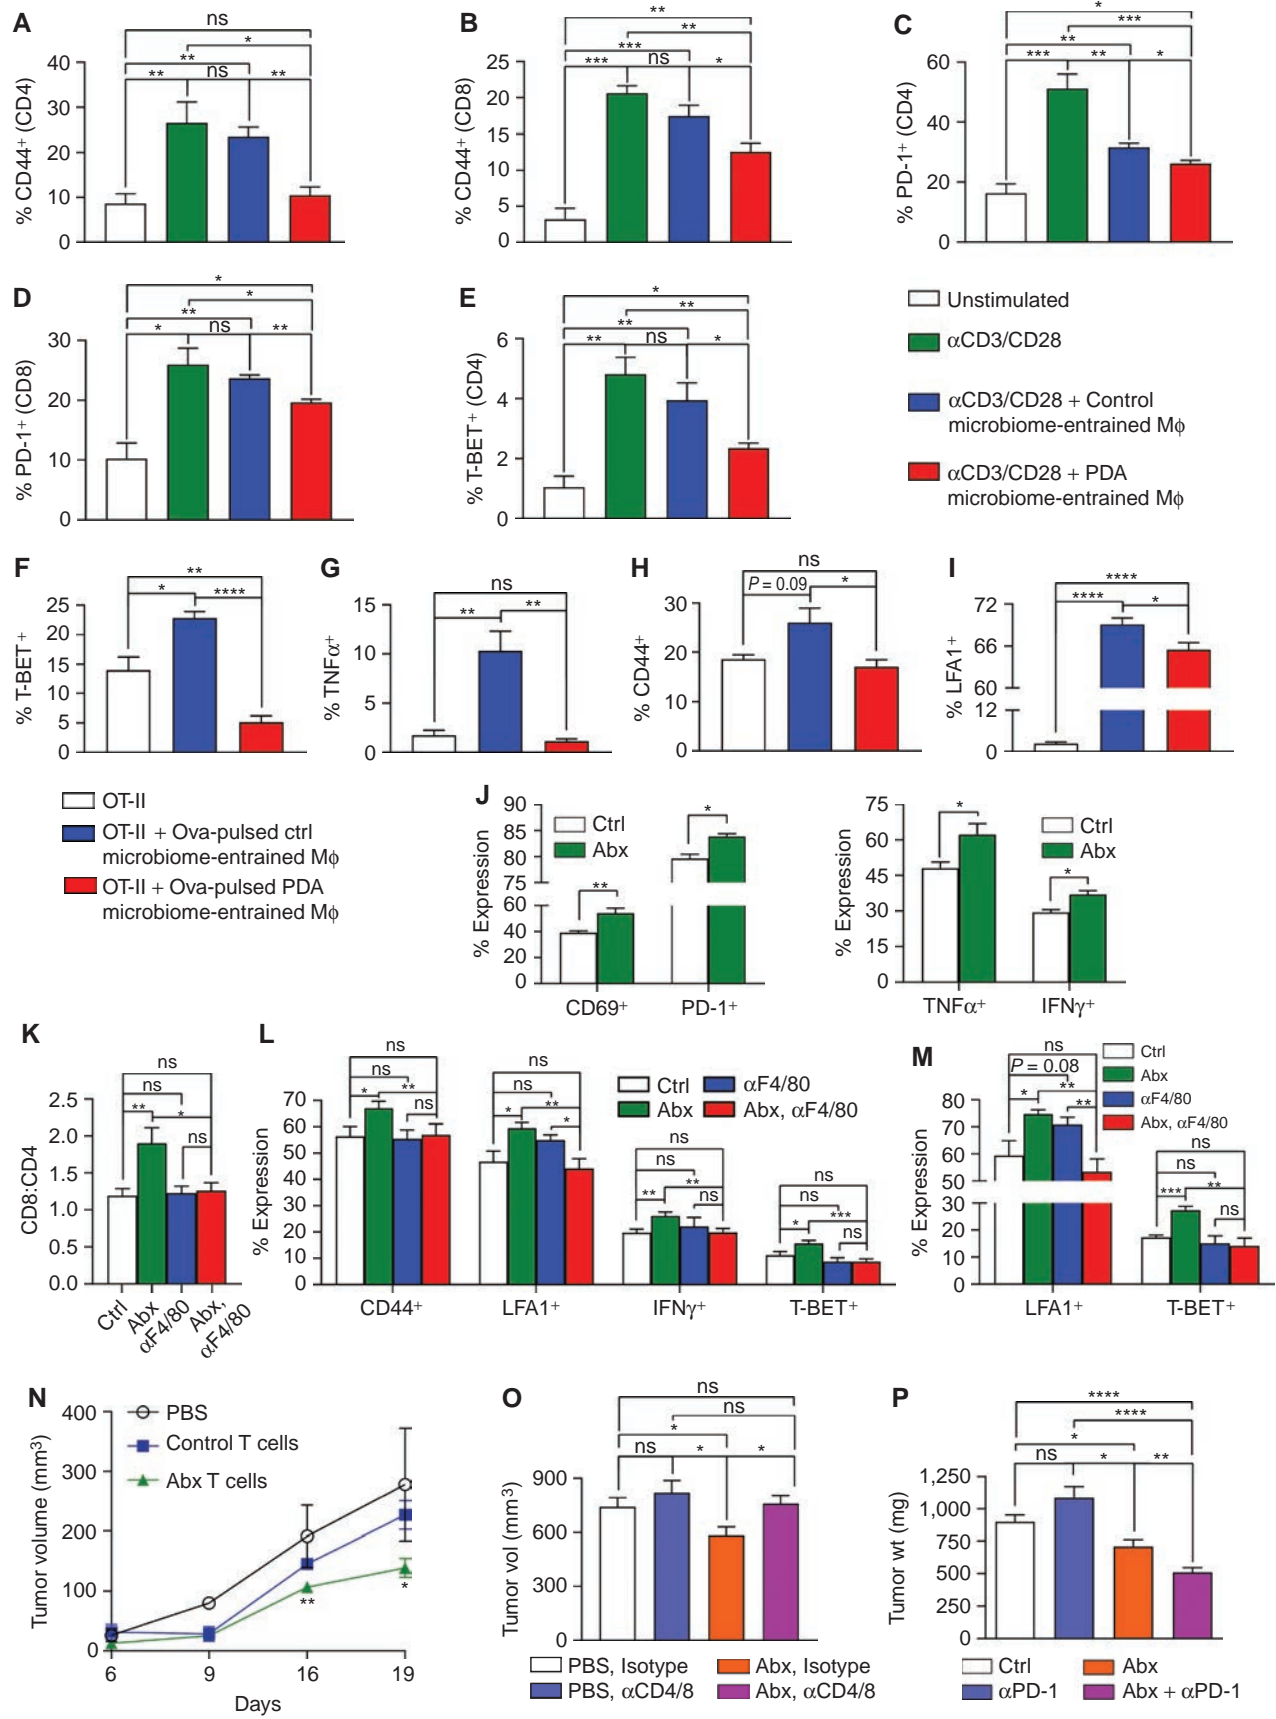 A
ns
*
**
ns
**
**
% CD44+ (CD4)
40
30
20
10
0
B
**
**
***
ns
***
*
% CD44+ (CD8)
25
20
15
10
5
0
C
*
***
**
***
**
*
% PD-1+ (CD4)
60
40
20
0
D
*
*
**
*
ns
**
% PD-1+ (CD8)
30
20
10
0
E
*
**
**
**
ns
*
% T-BET+ (CD4)
6
4
2
0
Unstimulated
αCD3/CD28
αCD3/CD28 + Control
microbiome-entrained Mϕ
αCD3/CD28 + PDA
microbiome-entrained Mϕ
F
**
*
****
% T-BET+
25
20
15
10
5
0
G
ns
**
**
% TNFα+
15
10
5
0
H
ns
P = 0.09
*
% CD44+
30
20
10
0
I
****
****
*
% LFA1+
72
66
60
12
0
OT-II
OT-II + Ova-pulsed ctrl
microbiome-entrained Mϕ
OT-II + Ova-pulsed PDA
microbiome-entrained Mϕ
J
% Expression
90
85
80
75
60
40
20
0
Ctrl
Abx
*
**
CD69+
PD-1+
% Expression
75
60
45
30
15
0
*
Ctrl
Abx
*
TNFα+
IFNγ+
K
ns
ns
**
*
ns
CD8:CD4
2.5
2.0
1.5
1.0
0.5
0.0
Ctrl
Abx
αF4/80
Abx,
αF4/80
L
ns
ns
*
**
ns
ns
ns
*
**
*
ns
ns
**
**
ns
ns
ns
*
***
ns
Ctrl
αF4/80
Abx
Abx, αF4/80
% Expression
70
60
50
40
30
20
10
0
CD44+
LFA1+
IFNγ+
T-BET+
M
ns
P = 0.08
*
**
**
Ctrl
Abx
αF4/80
Abx, αF4/80
ns
ns
***
**
ns
% Expression
80
70
60
50
30
20
10
0
LFA1+
T-BET+
N
PBS
Control T cells
Abx T cells
Tumor volume (mm3)
400
300
200
100
0
**
*
6
9
16
19
Days
O
ns
ns
*
ns
*
*
Tumor vol (mm3)
900
600
300
0
PBS, Isotype
Abx, Isotype
PBS, αCD4/8
Abx, αCD4/8
P
****
****
*
ns
*
**
Tumor wt (mg)
1,250
1,000
750
500
250
0
Ctrl
Abx
αPD-1
Abx + αPD-1